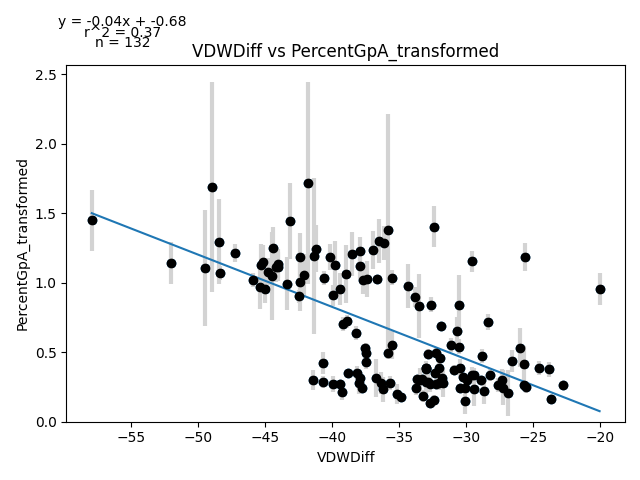 y = -0.04x + -0.68
r^2 = 0.37
n = 132
VDWDiff vs PercentGpA_transformed
2.5
2.0
1.5
1.0
0.5
0.0
PercentGpA_transformed
−55 −50 −45 −40 −35 −30 −25 −20
VDWDiff